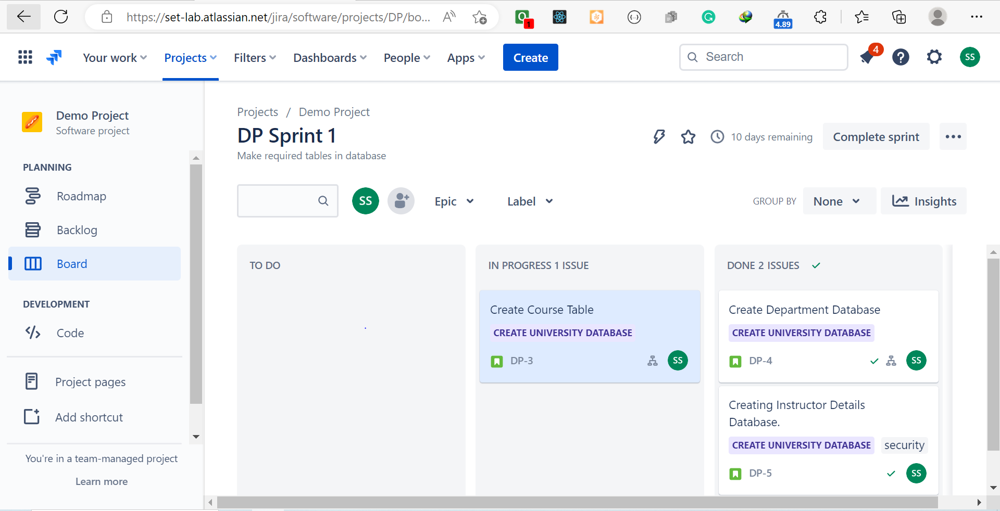 https://set-lab.atlassian.net/jira/software/projects/DP/bo...
A
1
{...}
G
4.89
Your work
Projects
Filters
Dashboards
People
Apps
Create
Search
4
?
SS
Demo Project
Software project
PLANNING
Roadmap
Backlog
Board
DEVELOPMENT
Code
Project pages
Add shortcut
You're in a team-managed project
Learn more
Projects / Demo Project
DP Sprint 1
Make required tables in database
10 days remaining
Complete sprint
SS
Epic
Label
GROUP BY
None
Insights
TO DO
IN PROGRESS 1 ISSUE
Create Course Table
CREATE UNIVERSITY DATABASE
DP-3
SS
DONE 2 ISSUES
Create Department Database
CREATE UNIVERSITY DATABASE
DP-4
SS
Creating Instructor Details
Database.
CREATE UNIVERSITY DATABASE security
DP-5
SS